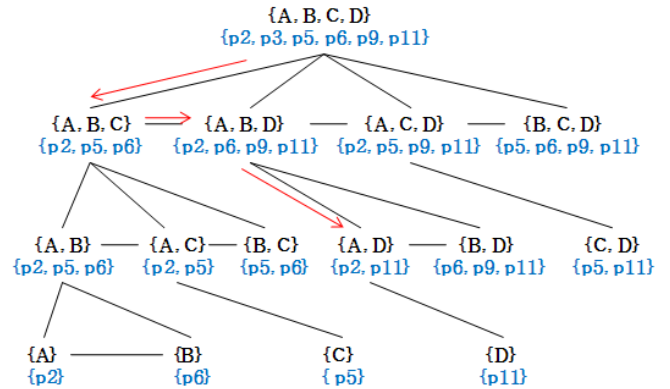 {A, B, C, D}
{p2, p3, p5, p6, p9, p11}
{A, B, C} {A, B, D} {A, C, D} {B, C, D}
{p2, p5, p6} {p2, p6, p9, p11} {p2, p5, p9, p11} {p5, p6, p9, p11}
{A, B} {A, C} {B, C} {A, D} {B, D} {C, D}
{p2, p5, p6} {p2, p5} {p5, p6} {p2, p11} {p6, p9, p11} {p5, p11}
{A} {B} {C} {D}
{p2} {p6} { p5} {p11}